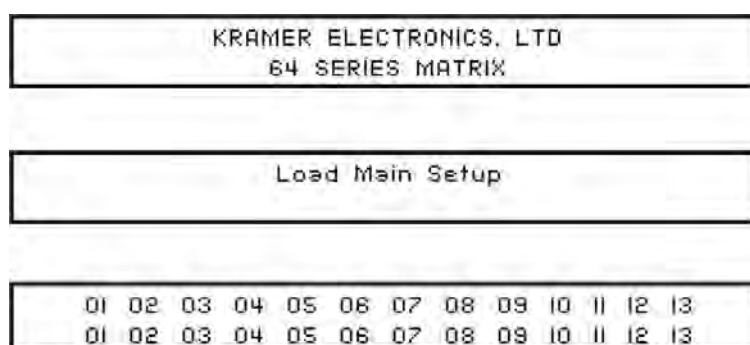 KRAMER ELECTRONICS, LTD
64 SERIES MATRIX
Load Main Setup
01 02 03 04 05 06 07 08 09 10 11 12 13
01 02 03 04 05 06 07 08 09 10 11 12 13